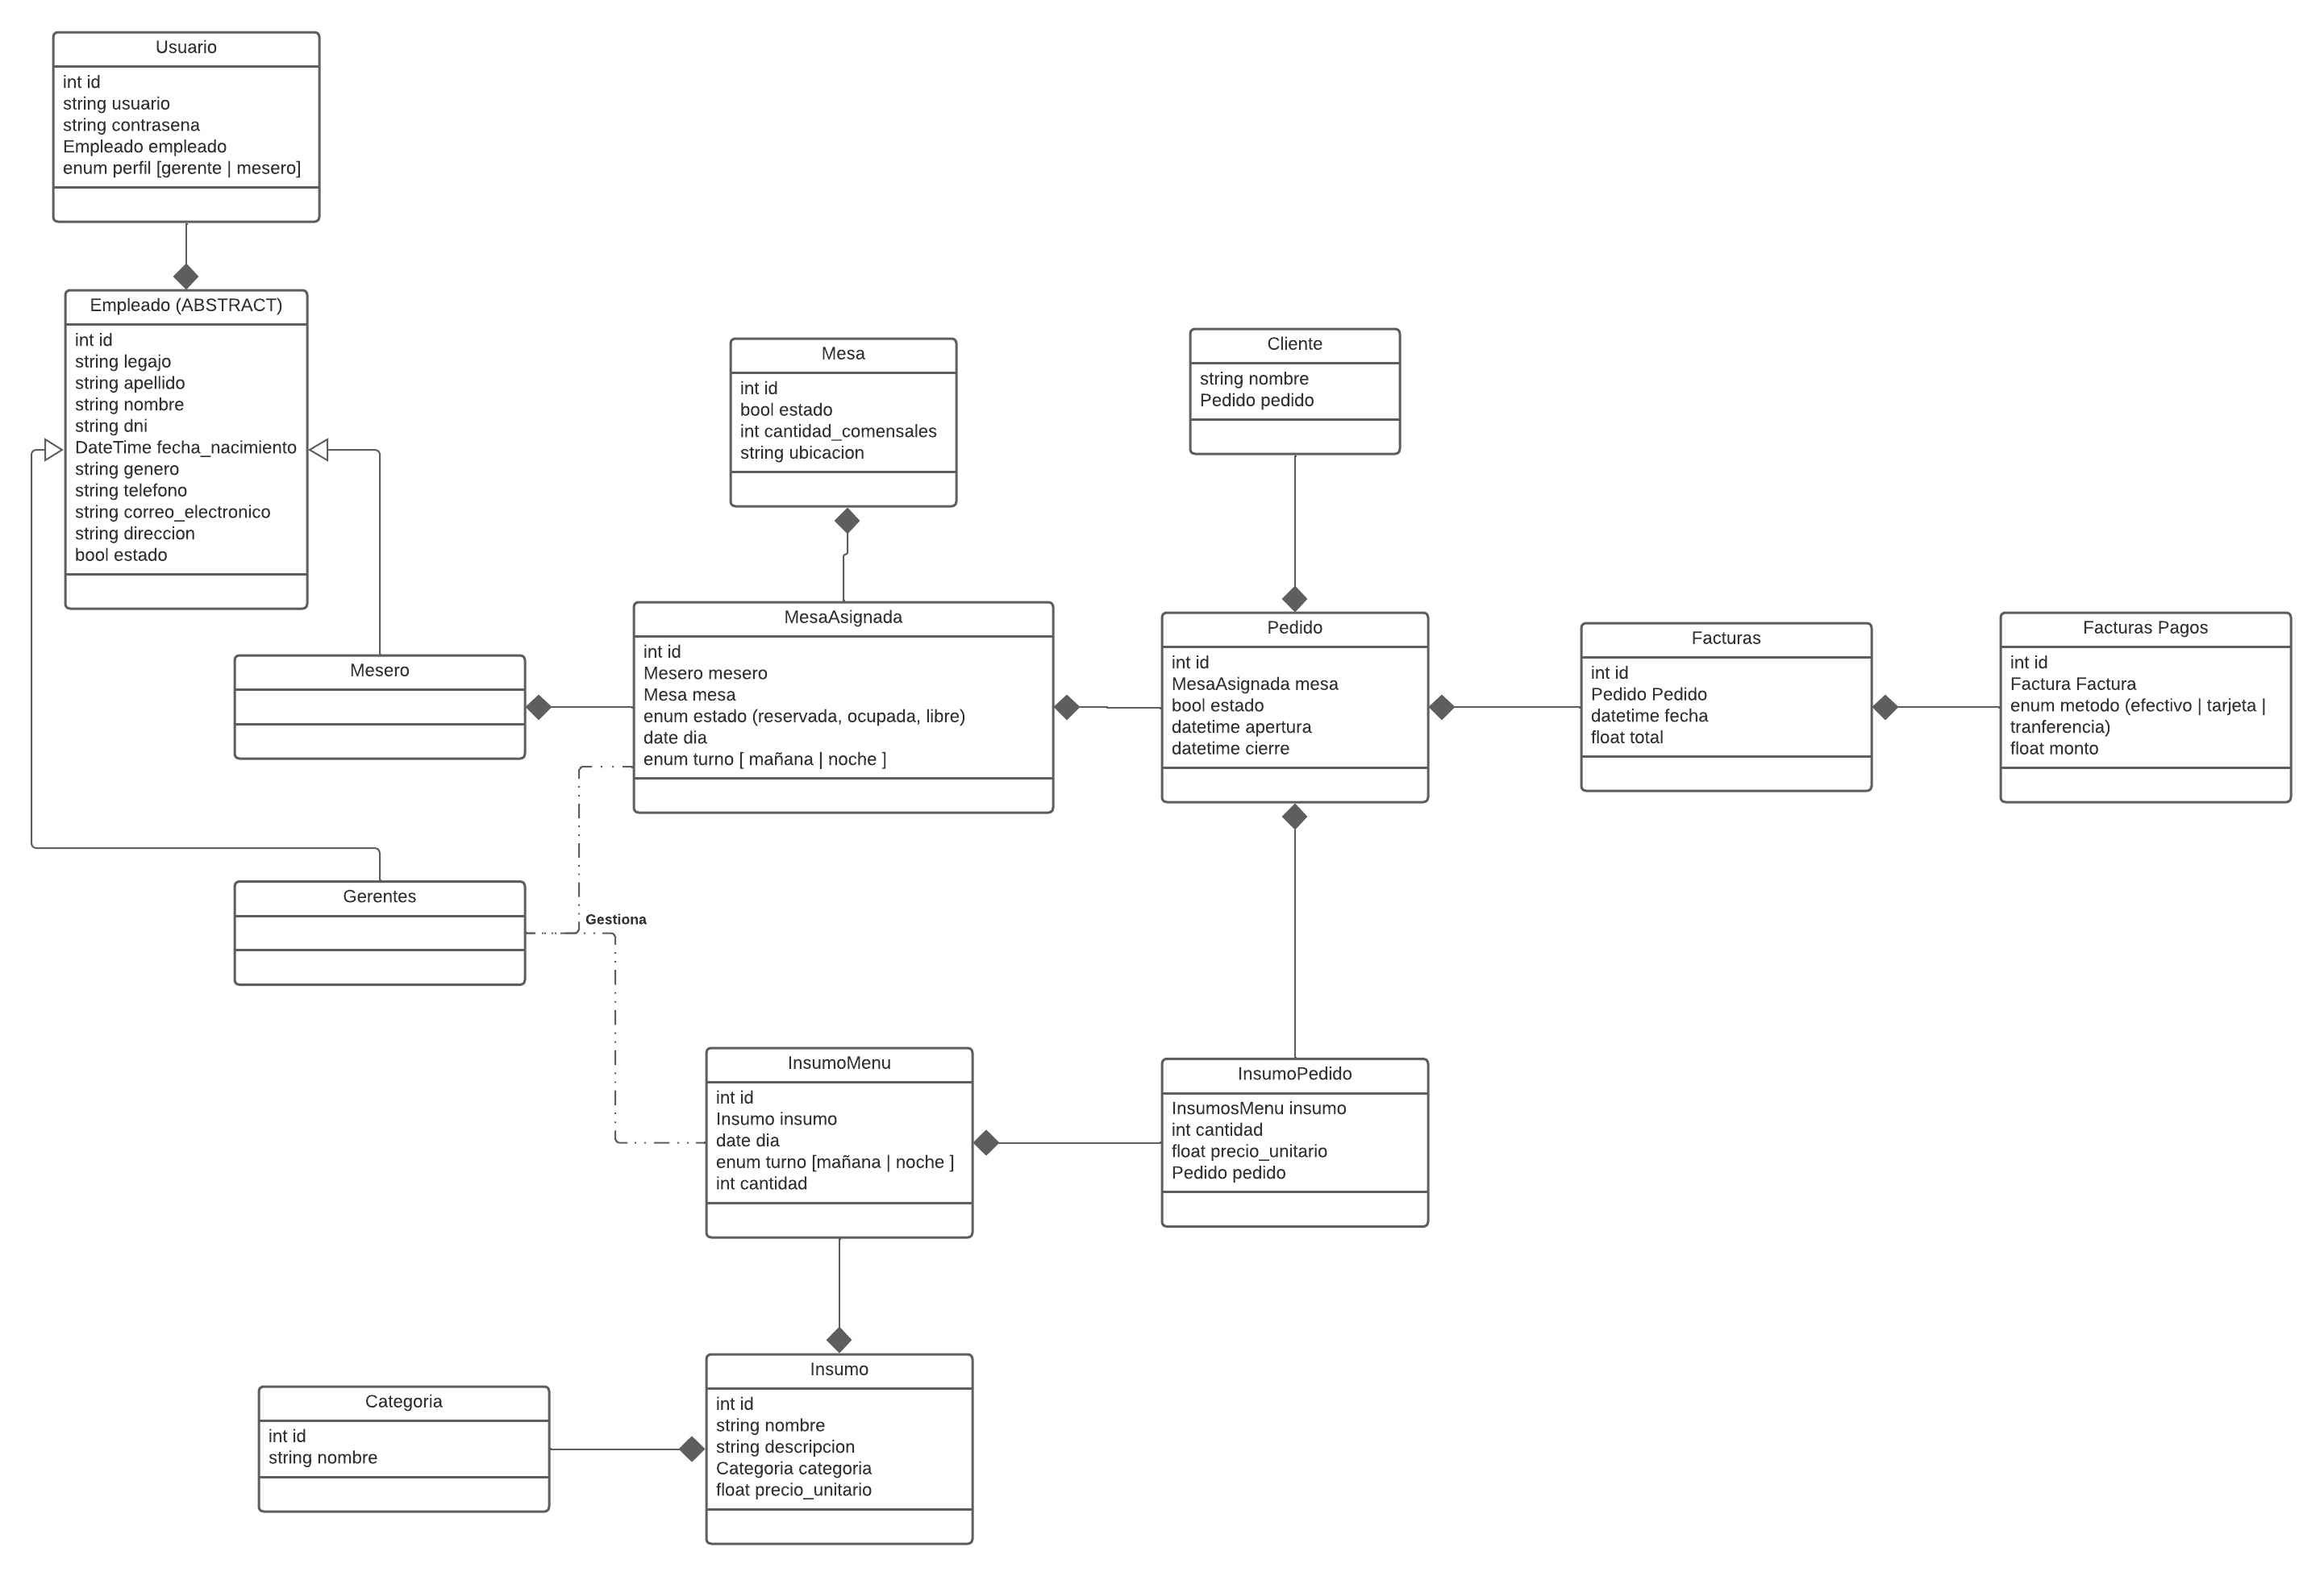 Usuario
int id
string usuario
string contrasena
Empleado empleado
enum perfil [gerente | mesero]
Empleado (ABSTRACT)
int id
string legajo
string apellido
string nombre
string dni
DateTime fecha_nacimiento
string genero
string telefono
string correo_electronico
string direccion
bool estado
Mesa
int id
bool estado
int cantidad_comensales
string ubicacion
Cliente
string nombre
Pedido pedido
Mesero
MesaAsignada
int id
Mesero mesero
Mesa mesa
enum estado (reservada, ocupada, libre)
date dia
enum turno [ mañana | noche ]
Pedido
int id
MesaAsignada mesa
bool estado
datetime apertura
datetime cierre
Facturas
int id
Pedido Pedido
datetime fecha
float total
Facturas Pagos
int id
Factura Factura
enum metodo (efectivo | tarjeta |
tranferencia)
float monto
Gerentes
Gestiona
InsumoMenu
int id
Insumo insumo
date dia
enum turno [mañana | noche ]
int cantidad
InsumoPedido
InsumosMenu insumo
int cantidad
float precio_unitario
Pedido pedido
Categoria
int id
string nombre
Insumo
int id
string nombre
string descripcion
Categoria categoria
float precio_unitario